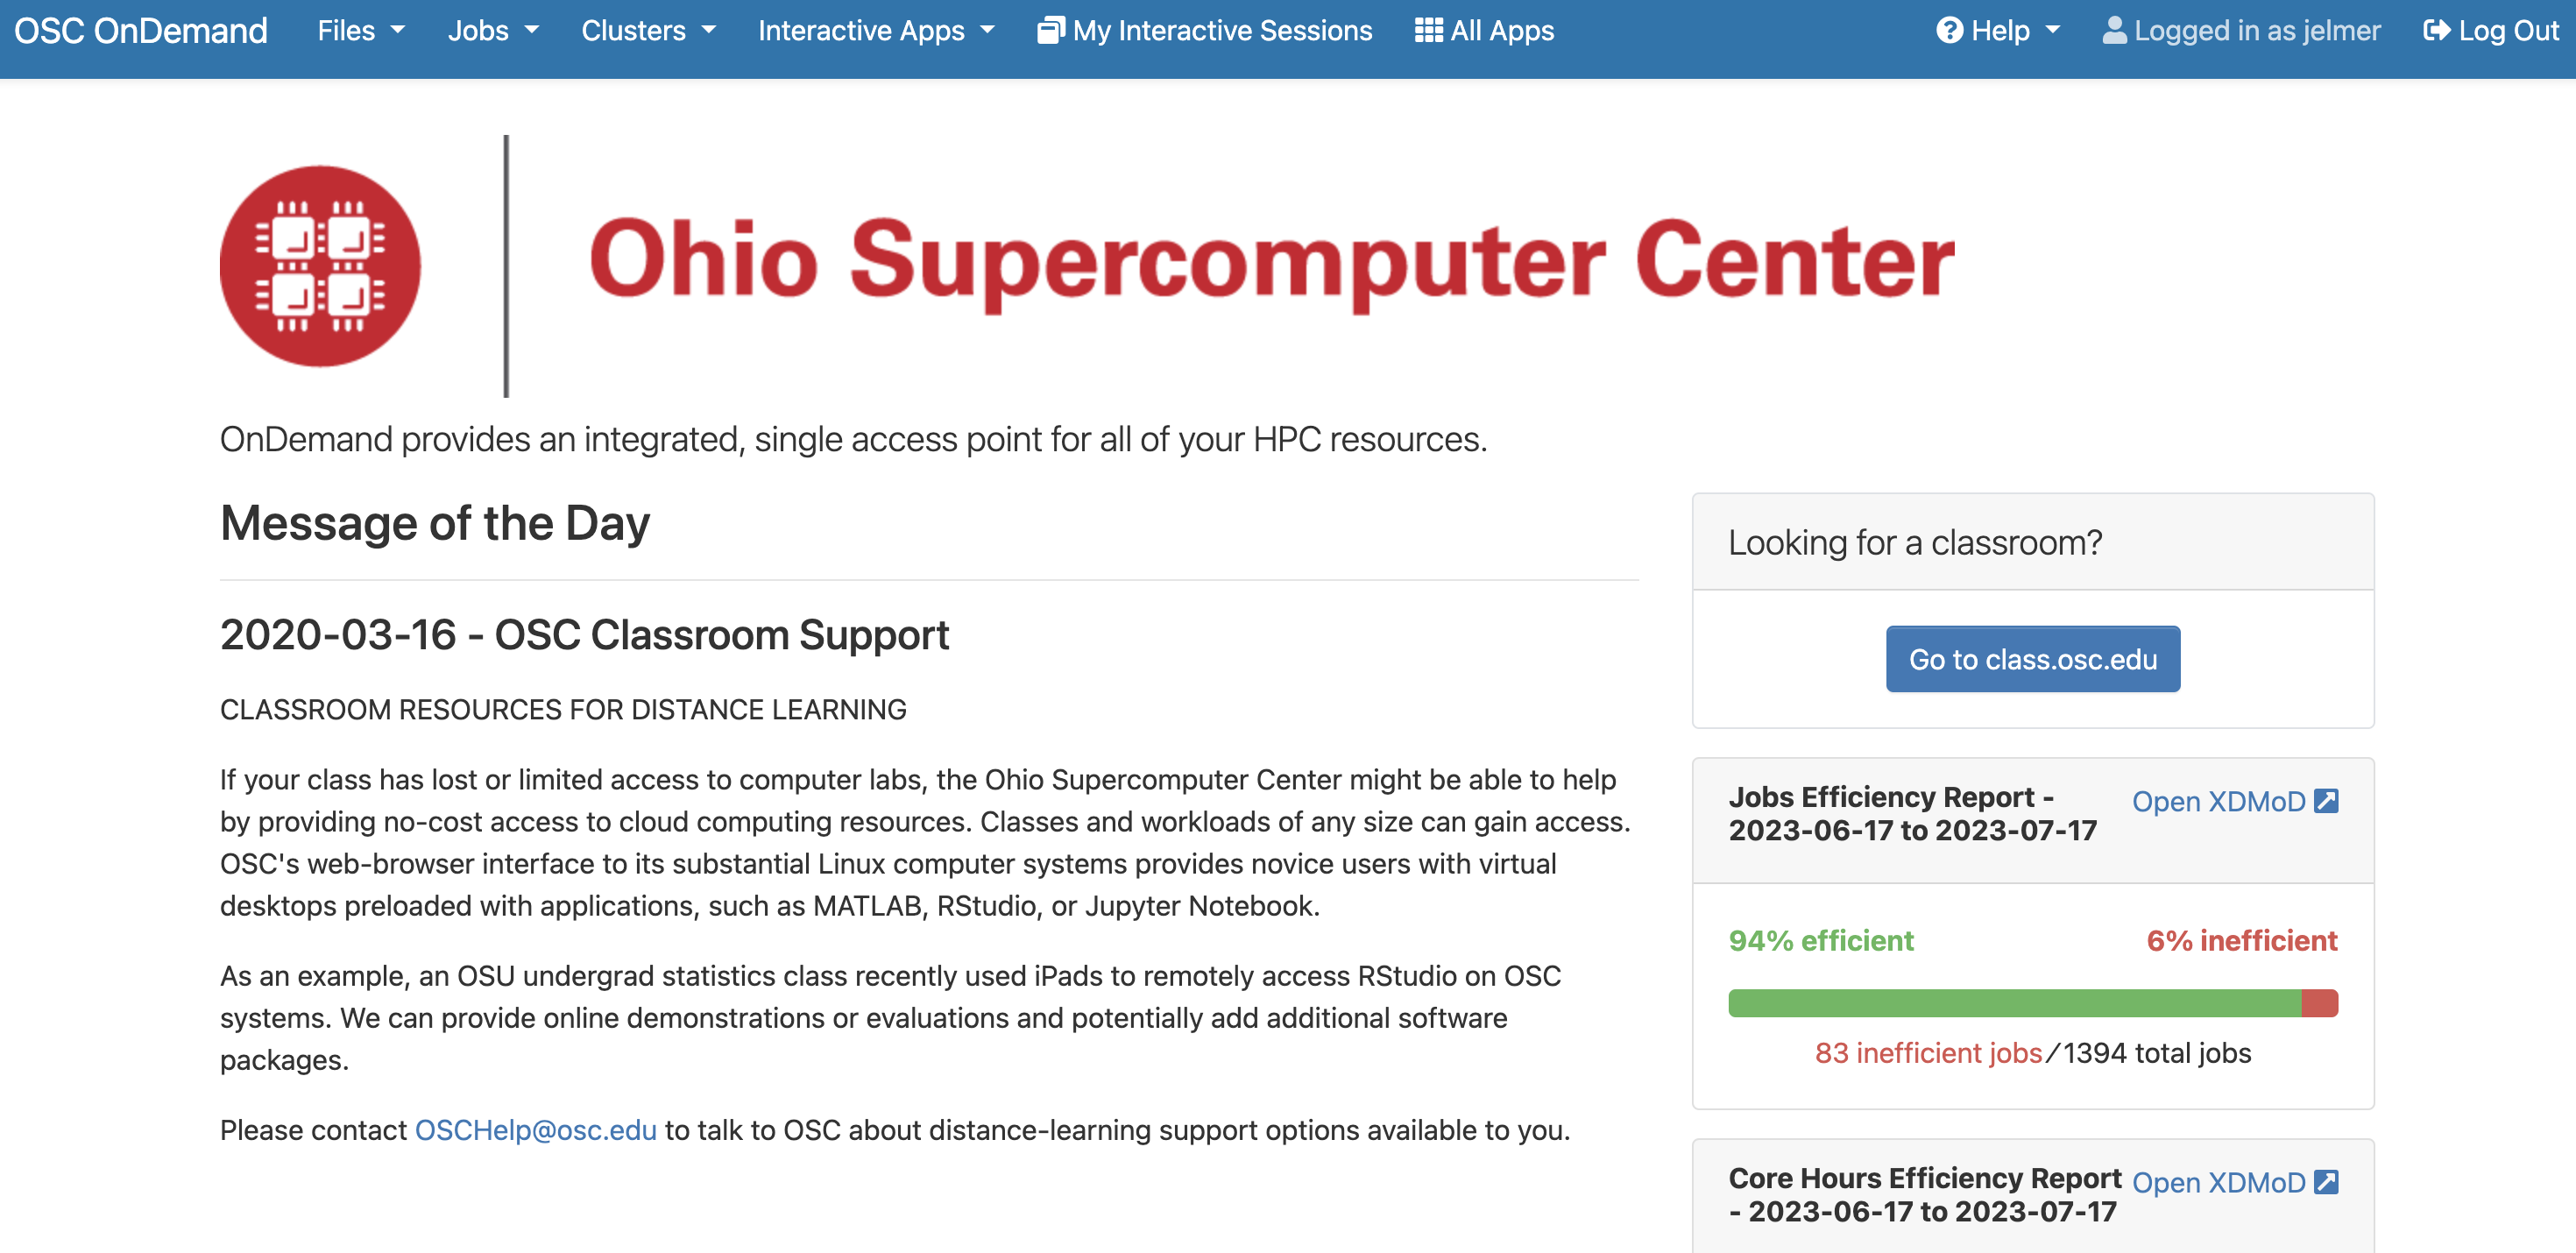 OSC OnDemand Files Jobs Clusters Interactive Apps My Interactive Sessions All Apps Help Logged in as jelmer Log Out
Ohio Supercomputer Center
OnDemand provides an integrated, single access point for all of your HPC resources.
Message of the Day
2020-03-16 - OSC Classroom Support
CLASSROOM RESOURCES FOR DISTANCE LEARNING
If your class has lost or limited access to computer labs, the Ohio Supercomputer Center might be able to help
by providing no-cost access to cloud computing resources. Classes and workloads of any size can gain access.
OSC's web-browser interface to its substantial Linux computer systems provides novice users with virtual
desktops preloaded with applications, such as MATLAB, RStudio, or Jupyter Notebook.
As an example, an OSU undergrad statistics class recently used iPads to remotely access RStudio on OSC
systems. We can provide online demonstrations or evaluations and potentially add additional software
packages.
Please contact OSCHelp@osc.edu to talk to OSC about distance-learning support options available to you.
Looking for a classroom?
Go to class.osc.edu
Jobs Efficiency Report - Open XDMoD
2023-06-17 to 2023-07-17
94% efficient 6% inefficient
83 inefficient jobs/1394 total jobs
Core Hours Efficiency Report Open XDMoD
- 2023-06-17 to 2023-07-17